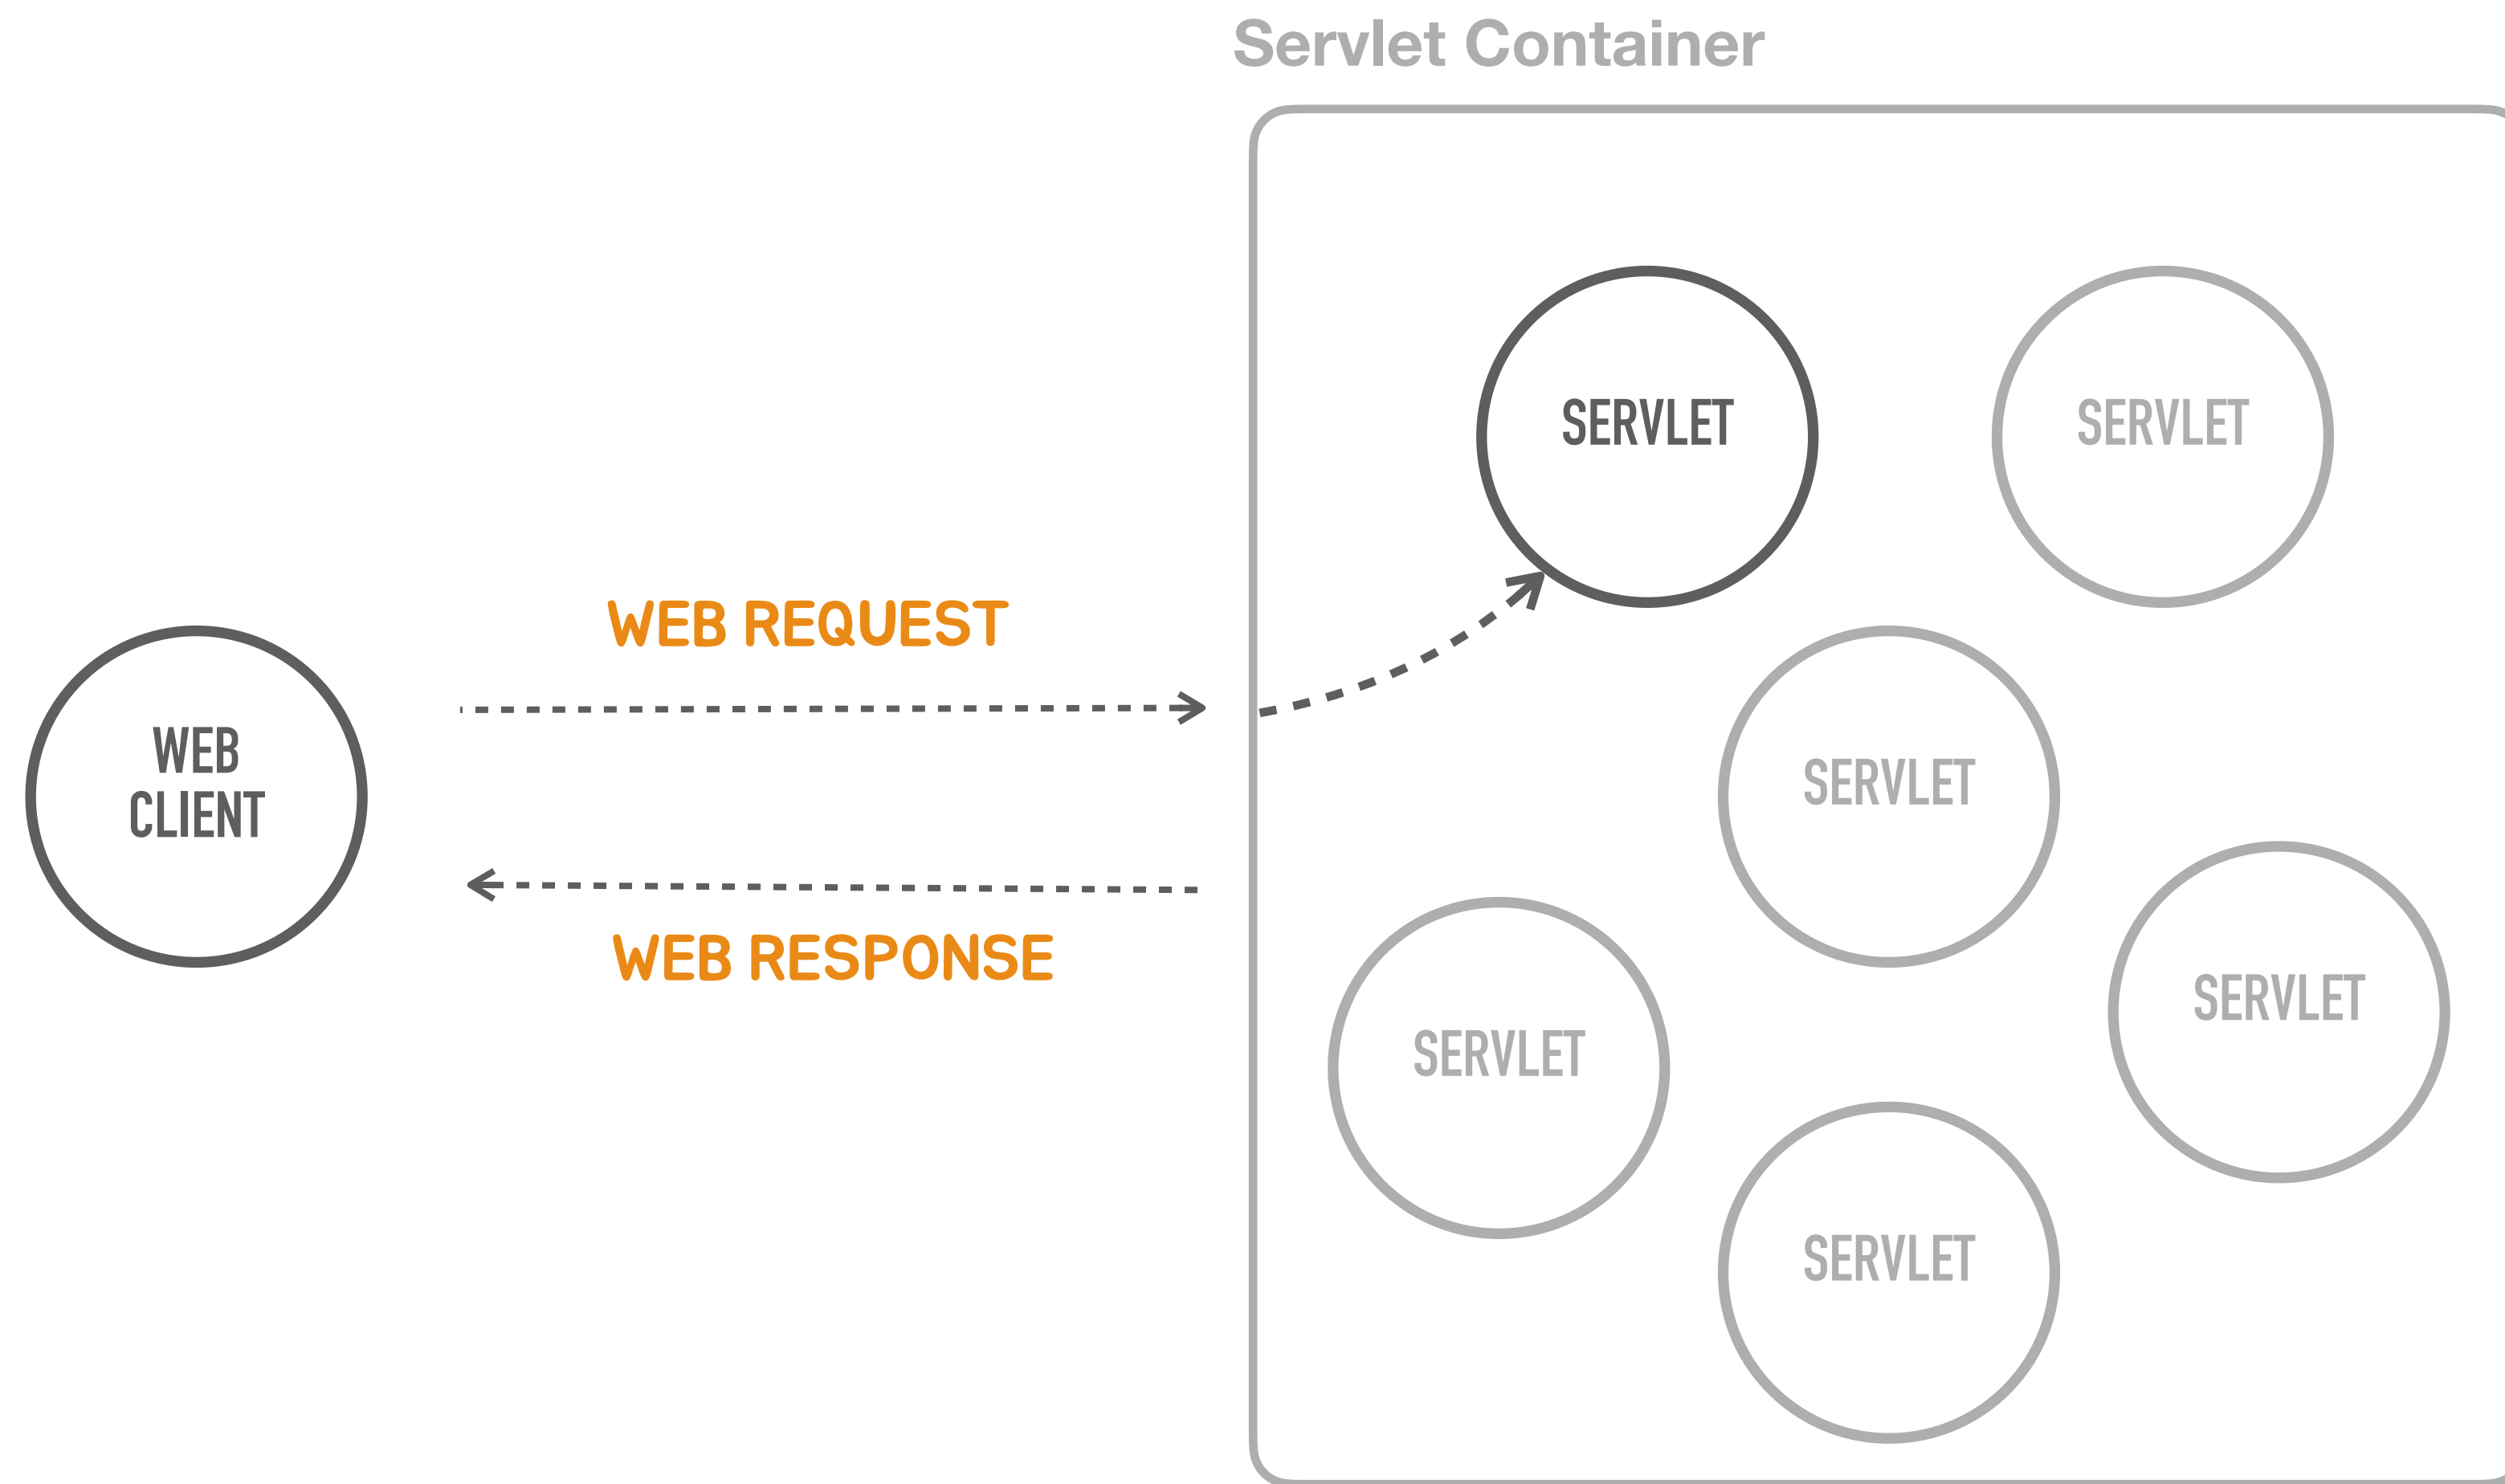 Servlet Container
SERVLET
SERVLET
WEB REQUEST
WEB
CLIENT
SERVLET
WEB RESPONSE
SERVLET
SERVLET
SERVLET